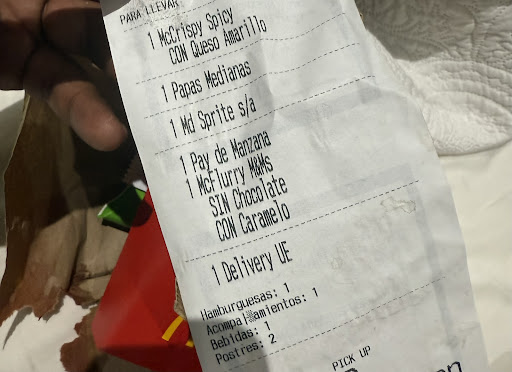 PARA LLEVAR
1 McCrispy Spicy
CON Queso Amarillo
1 Papas Medianas
1 Md Sprite s/a
1 Pay de Manzana
1 McFlurry M&Ms
SIN Chocolate
CON Caramelo
1 Delivery UE
Hamburguesas: 1
Acompañamientos: 1
Bebidas: 1
Postres: 2
PICK UP